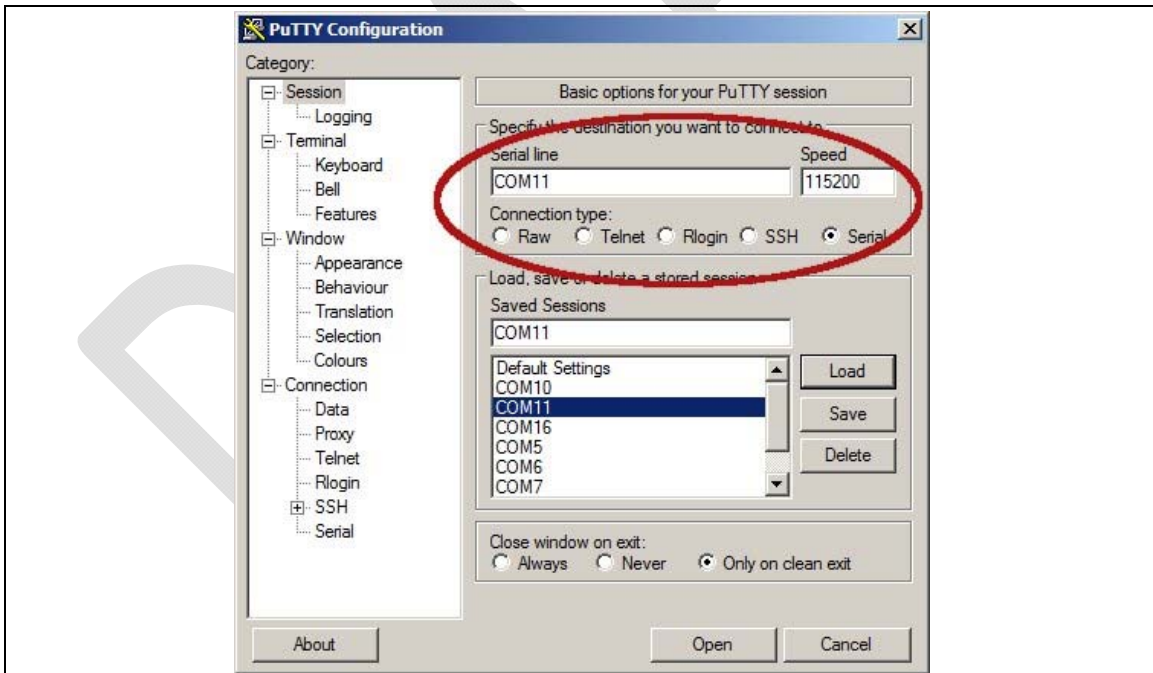 PuTTY Configuration
Category:
Session
Logging
Terminal
Keyboard
Bell
Features
Window
Appearance
Behaviour
Translation
Selection
Colours
Connection
Data
Proxy
Telnet
Rlogin
SSH
Serial
Basic options for your PuTTY session
Specify the destination you want to connect to
Serial line Speed
COM11 115200
Connection type:
Raw Telnet Rlogin SSH Serial
Load, save or delete a stored session
Saved Sessions
COM11
Default Settings
COM10
COM11
COM16
COM5
COM6
COM7
Load
Save
Delete
Close window on exit:
Always Never Only on clean exit
About Open Cancel